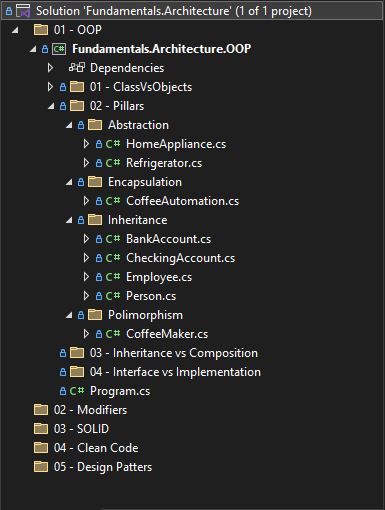 Solution 'Fundamentals.Architecture' (1 of 1 project)
01 - OOP
C# Fundamentals.Architecture.OOP
Dependencies
01 - ClassVsObjects
02 - Pillars
Abstraction
C# HomeAppliance.cs
C# Refrigerator.cs
Encapsulation
C# CoffeeAutomation.cs
Inheritance
C# BankAccount.cs
C# CheckingAccount.cs
C# Employee.cs
C# Person.cs
Polimorphism
C# CoffeeMaker.cs
03 - Inheritance vs Composition
04 - Interface vs Implementation
C# Program.cs
02 - Modifiers
03 - SOLID
04 - Clean Code
05 - Design Patters